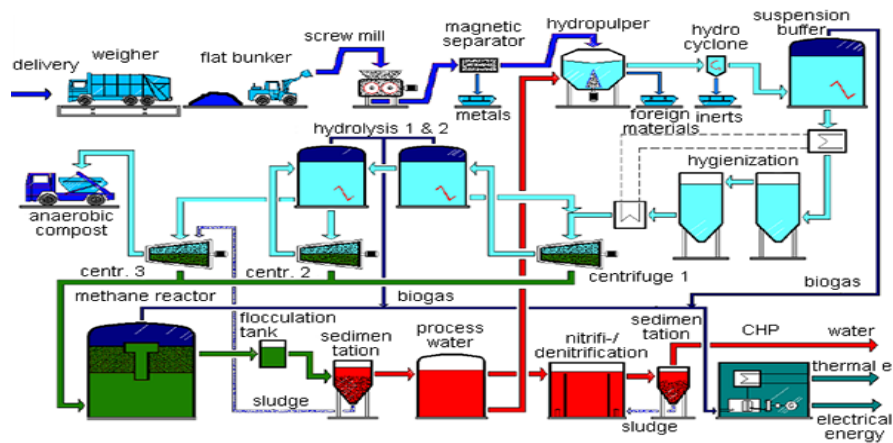 delivery
weigher
flat bunker
screw mill
magnetic
separator
hydropulper
hydro
cyclone
suspension
buffer
metals
foreign
materials
inerts
hydrolysis 1 & 2
hygienization
anaerobic
compost
centr. 3
centr. 2
centrifuge 1
biogas
methane reactor
biogas
flocculation
tank
sedimen
tation
process
water
nitrifi-/
denitrification
sedimen
tation
CHP
water
thermal e
electrical
energy
sludge
sludge